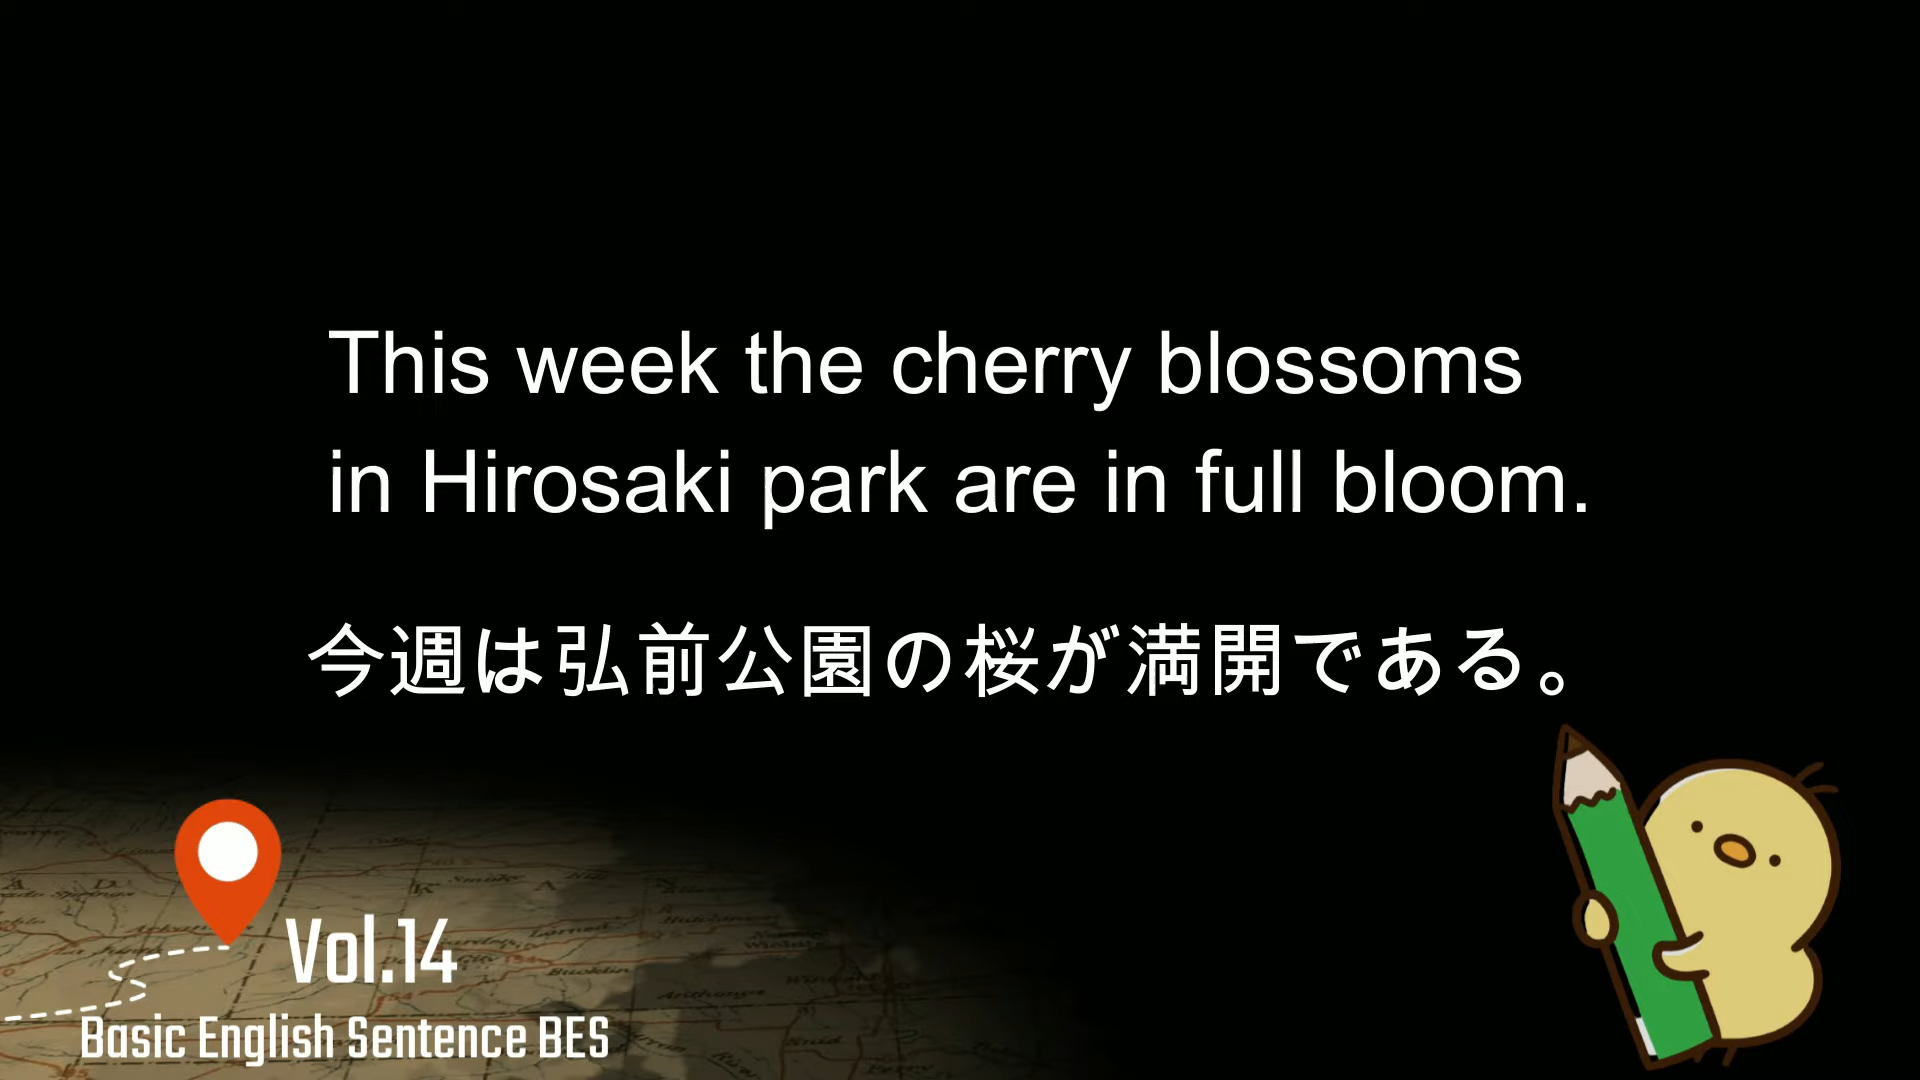 This week the cherry blossoms
in Hirosaki park are in full bloom.
今週は弘前公園の桜が満開である。
Vol.14
Basic English Sentence BES